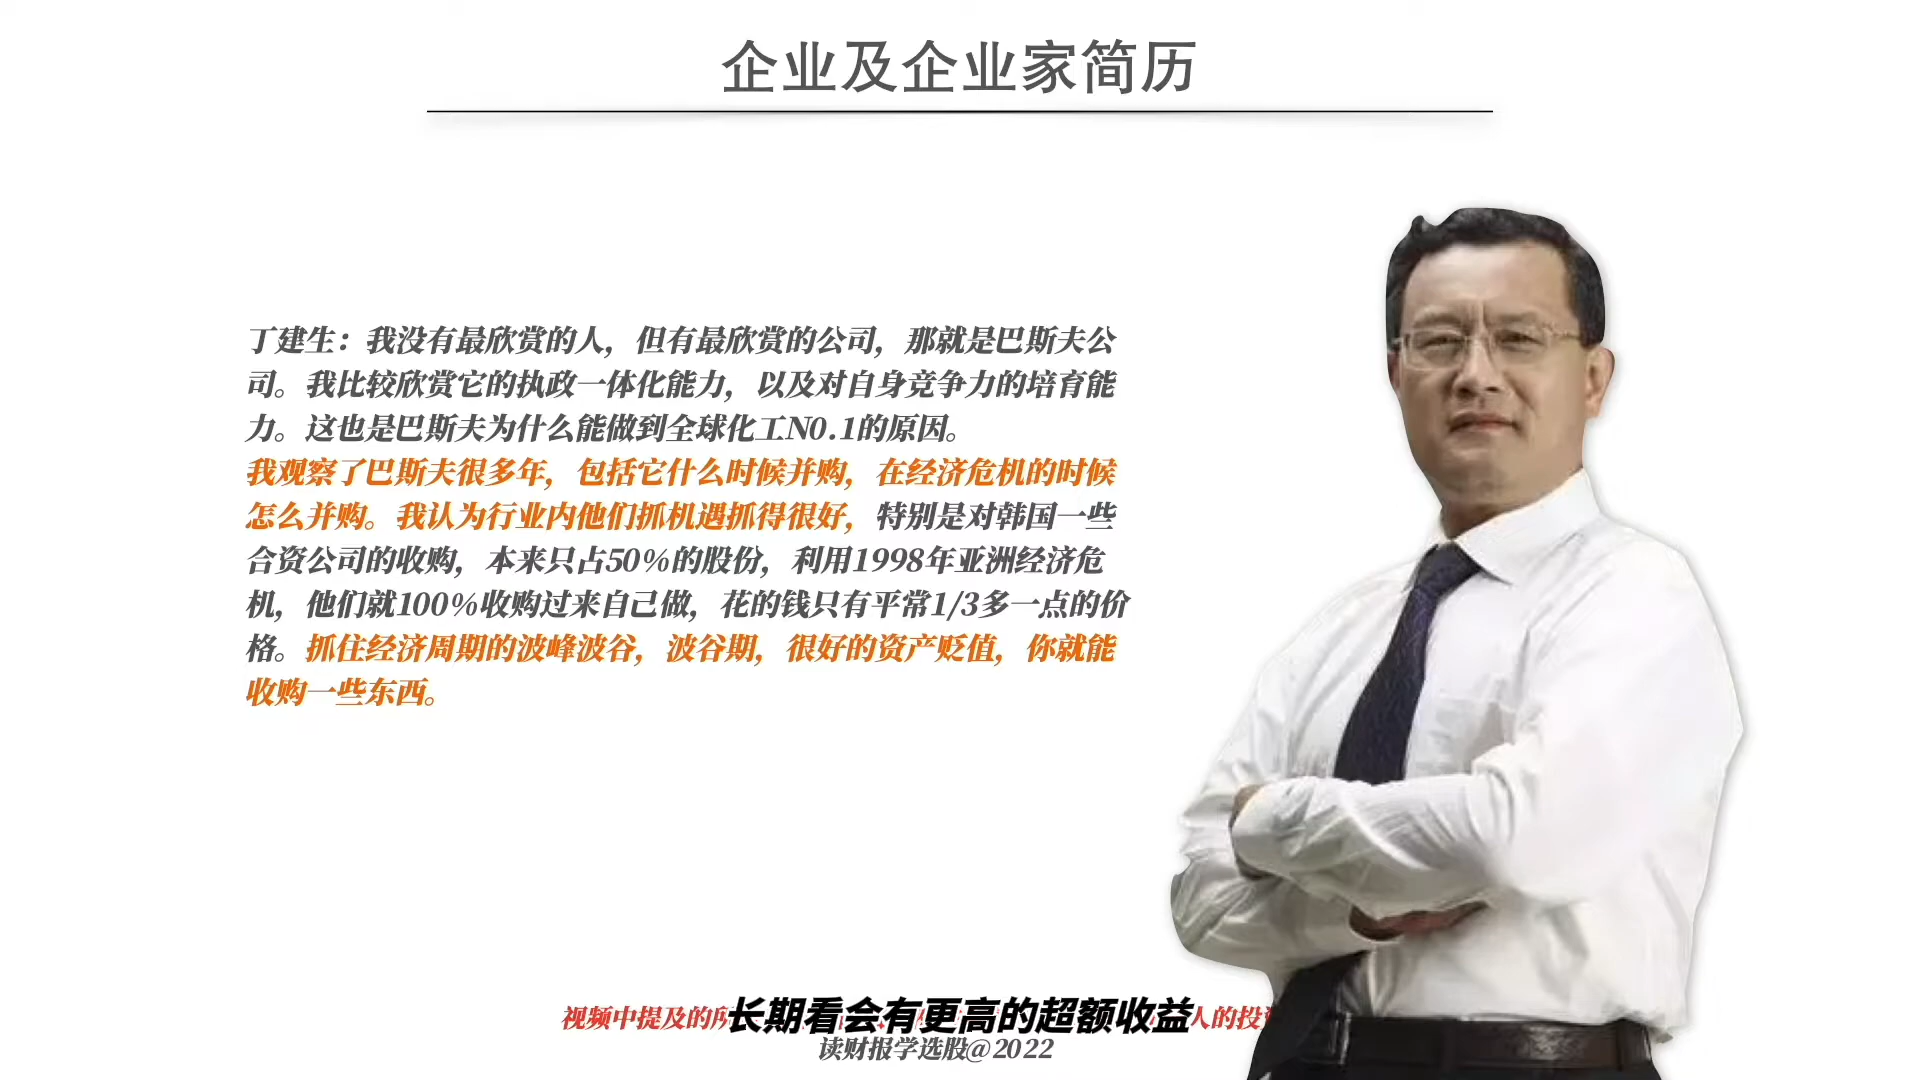 企业及企业家简历
丁建生：我没有最欣赏的人，但有最欣赏的公司，那就是巴斯夫公
司。我比较欣赏它的执政一体化能力，以及对自身竞争力的培育能
力。这也是巴斯夫为什么能做到全球化工N0.1的原因。
我观察了巴斯夫很多年，包括它什么时候并购，在经济危机的时候
怎么并购。我认为行业内他们抓机遇抓得很好，特别是对韩国一些
合资公司的收购，本来只占50%的股份，利用1998年亚洲经济危
机，他们就100%收购过来自己做，花的钱只有平常1/3多一点的价
格。抓住经济周期的波峰波谷，波谷期，很好的资产贬值，你就能
收购一些东西。
视频中提及的
人的投
长期看会有更高的超额收益
读财报学选股@2022